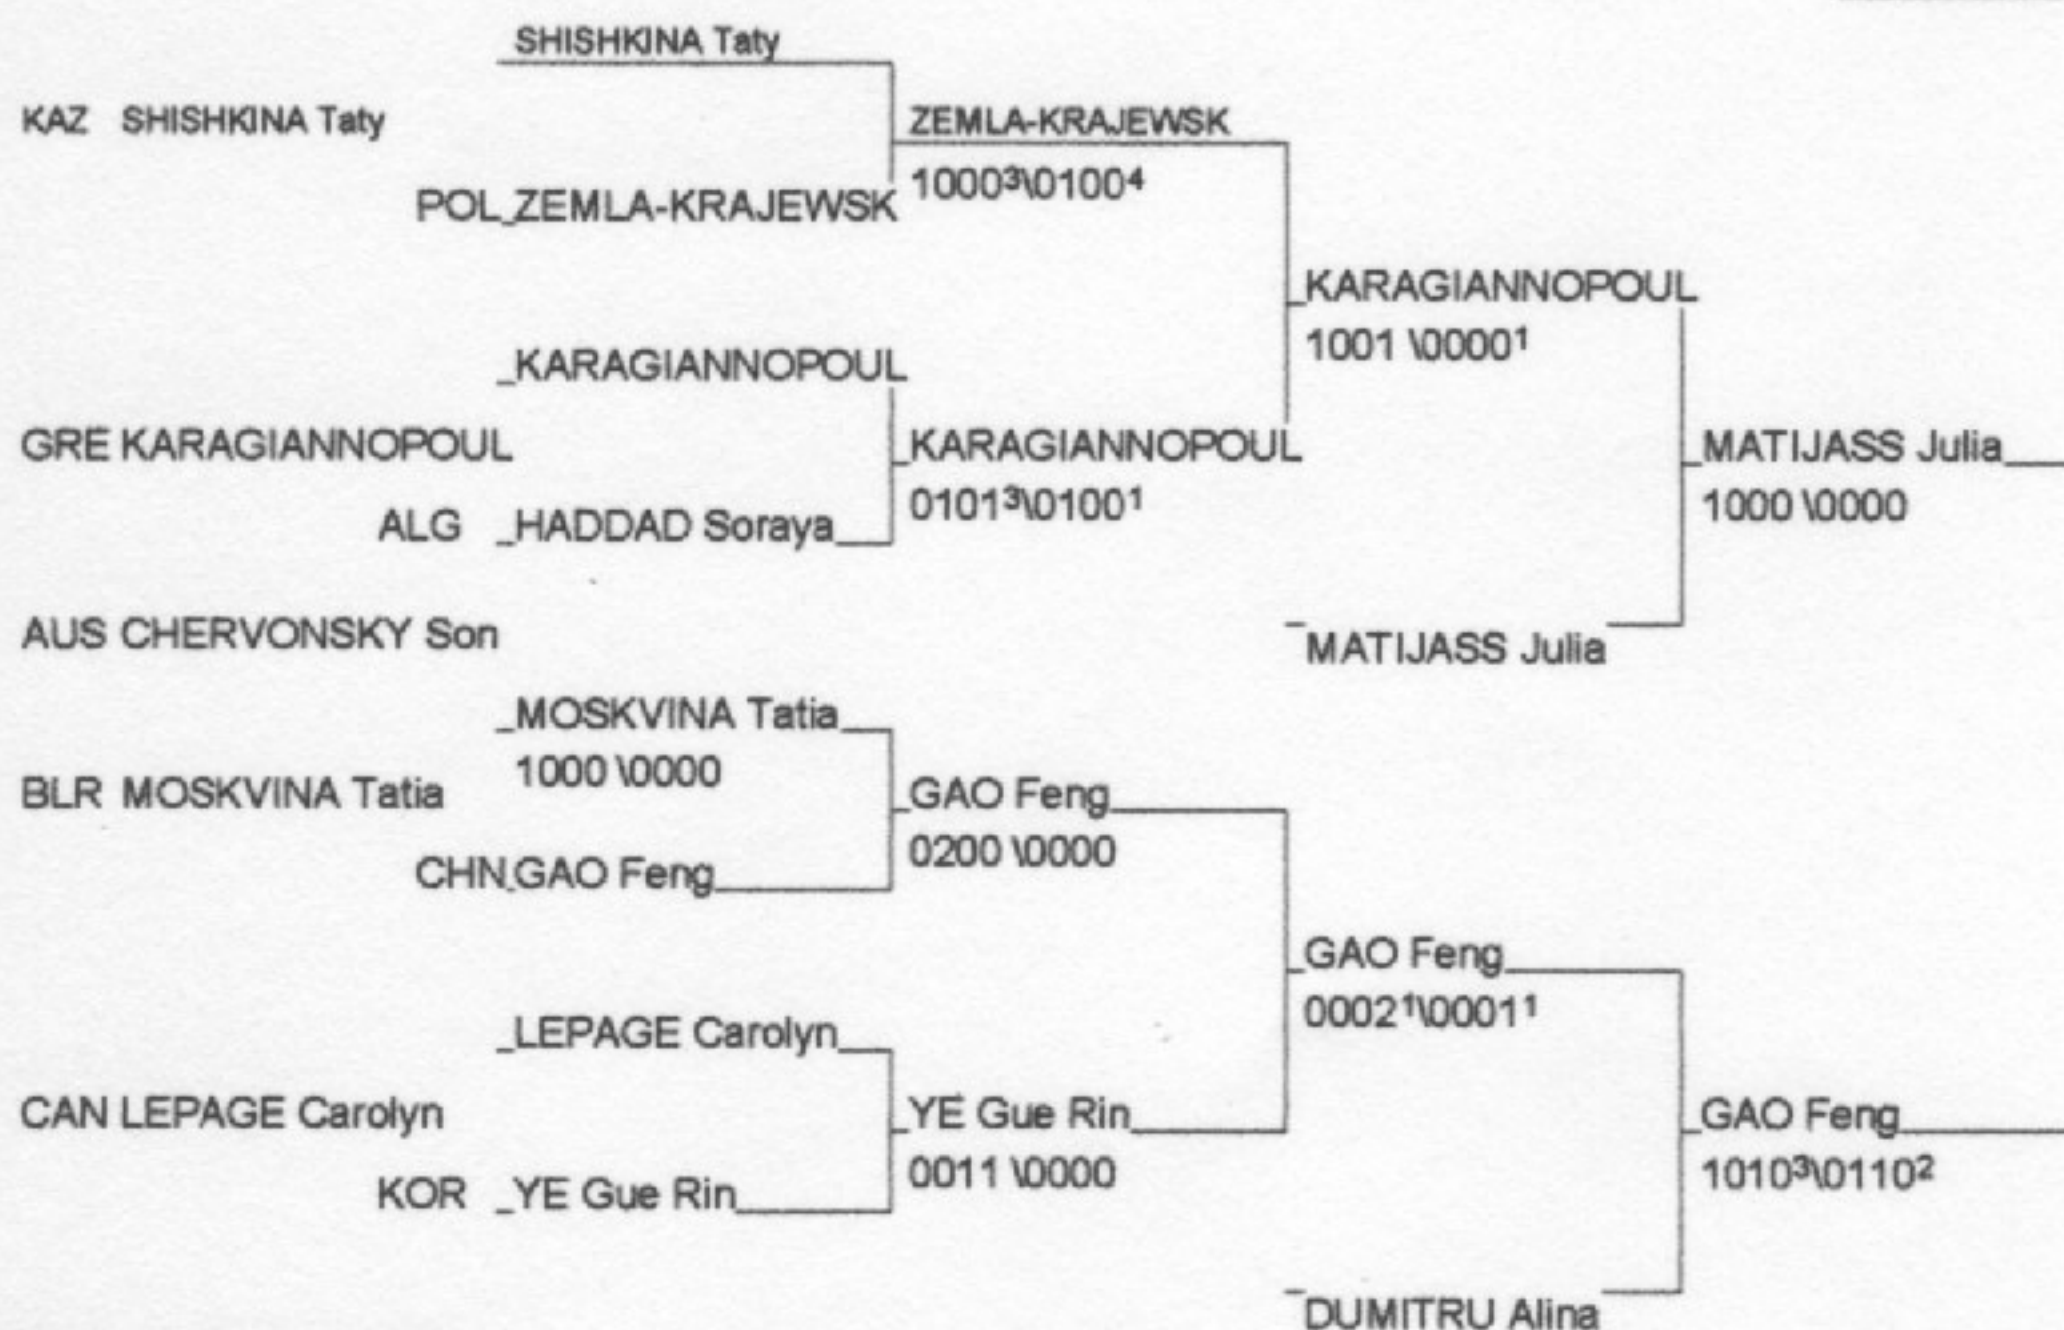 SHISHKINA Taty
KAZ SHISHKINA Taty
ZEMLA-KRAJEWSK
1000³\0100⁴
POL ZEMLA-KRAJEWSK
KARAGIANNOPOUL
1001 \0000¹
KARAGIANNOPOUL
GRE KARAGIANNOPOUL
KARAGIANNOPOUL
MATIJASS Julia
0101³\0100¹
1000 \0000
ALG HADDAD Soraya
AUS CHERVONSKY Son
MATIJASS Julia
MOSKVINA Tatia
1000 \0000
BLR MOSKVINA Tatia
GAO Feng
0200 \0000
CHN GAO Feng
GAO Feng
0002¹\0001¹
LEPAGE Carolyn
CAN LEPAGE Carolyn
YE Gue Rin
GAO Feng
0011 \0000
1010³\0110²
KOR YE Gue Rin
DUMITRU Alina